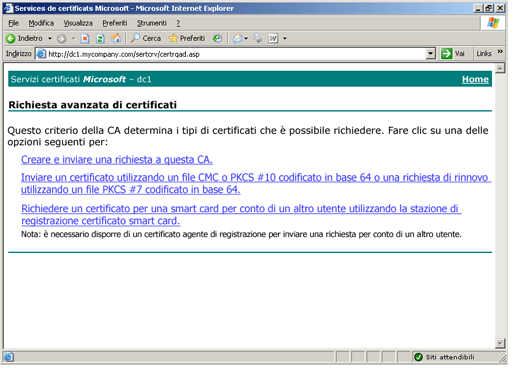 Services de certificats Microsoft - Microsoft Internet Explorer
File Modifica Visualizza Preferiti Strumenti ?
Indietro Cerca Preferiti
Indirizzo http://dc1.mycompany.com/sertcrv/certrqad.asp Vai Links »
Servizi certificati Microsoft – dc1 Home
Richiesta avanzata di certificati
Questo criterio della CA determina i tipi di certificati che è possibile richiedere. Fare clic su una delle
opzioni seguenti per:
Creare e inviare una richiesta a questa CA.
Inviare un certificato utilizando un file CMC o PKCS #10 codificato in base 64 o una richiesta di rinnovo
utilizando un file PKCS #7 codificato in base 64.
Richiedere un certificato per una smart card per conto di un altro utente utilizando la stazione di
registrazione certificato smart card.
Nota: è necessario disporre di un certificato agente di registrazione per inviare una richiesta per conto di un altro utente.
Siti attendibili